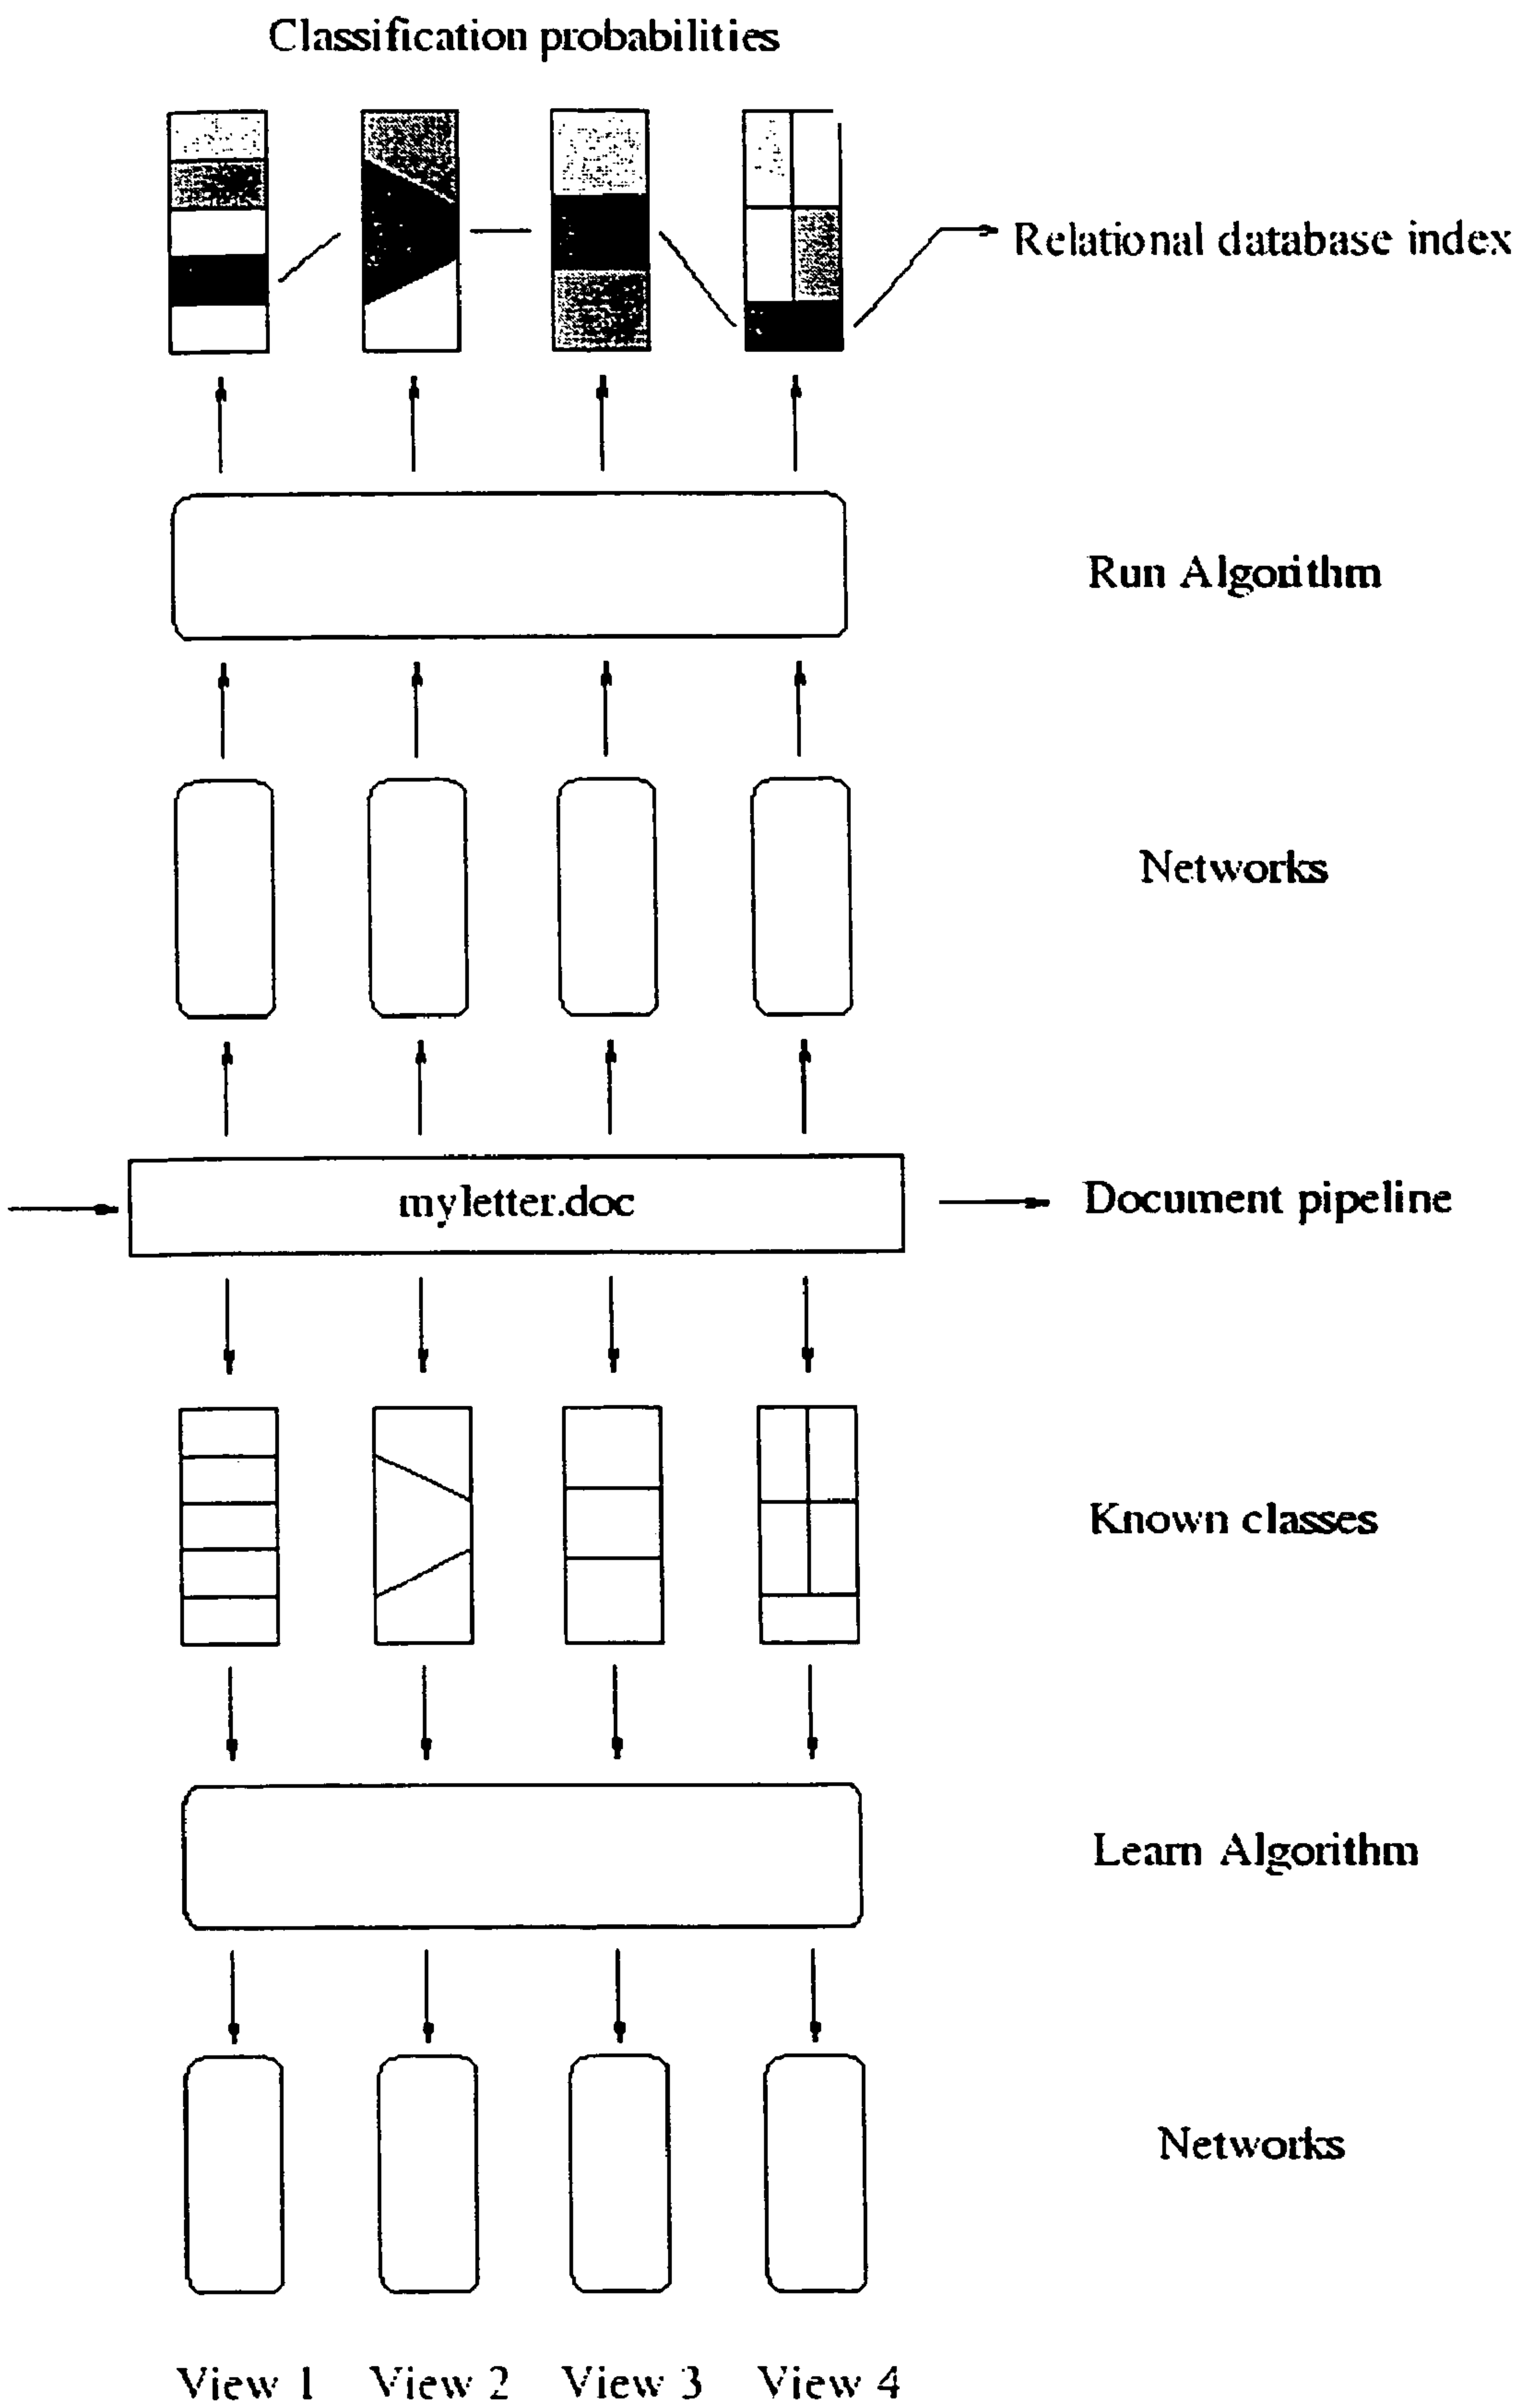 Classification probabilities
Relational database index
Run Algorithm
Networks
myletter.doc
Document pipeline
Known classes
Learn Algorithm
Networks
View 1 View 2 View 3 View 4